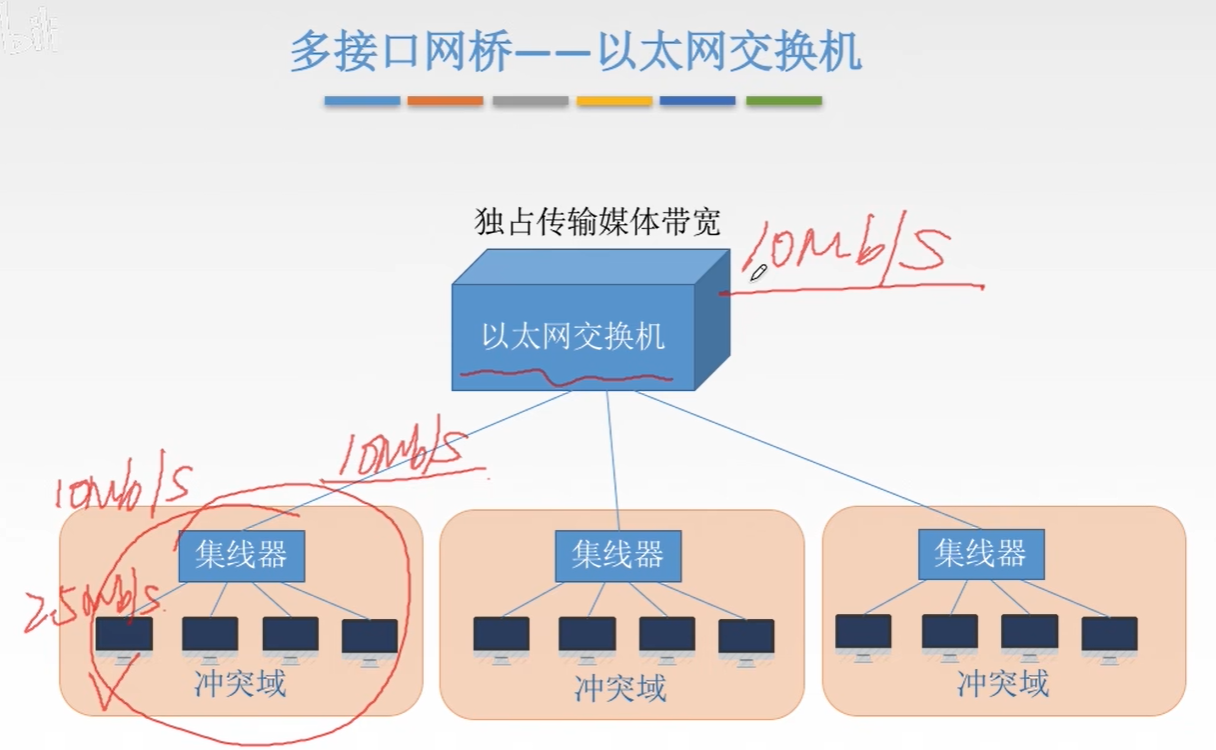 多接口网桥——以太网交换机
独占传输媒体带宽
10Mb/s
以太网交换机
10Mb/s
10Mb/s
集线器
集线器
集线器
2.5Mb/s
冲突域
冲突域
冲突域